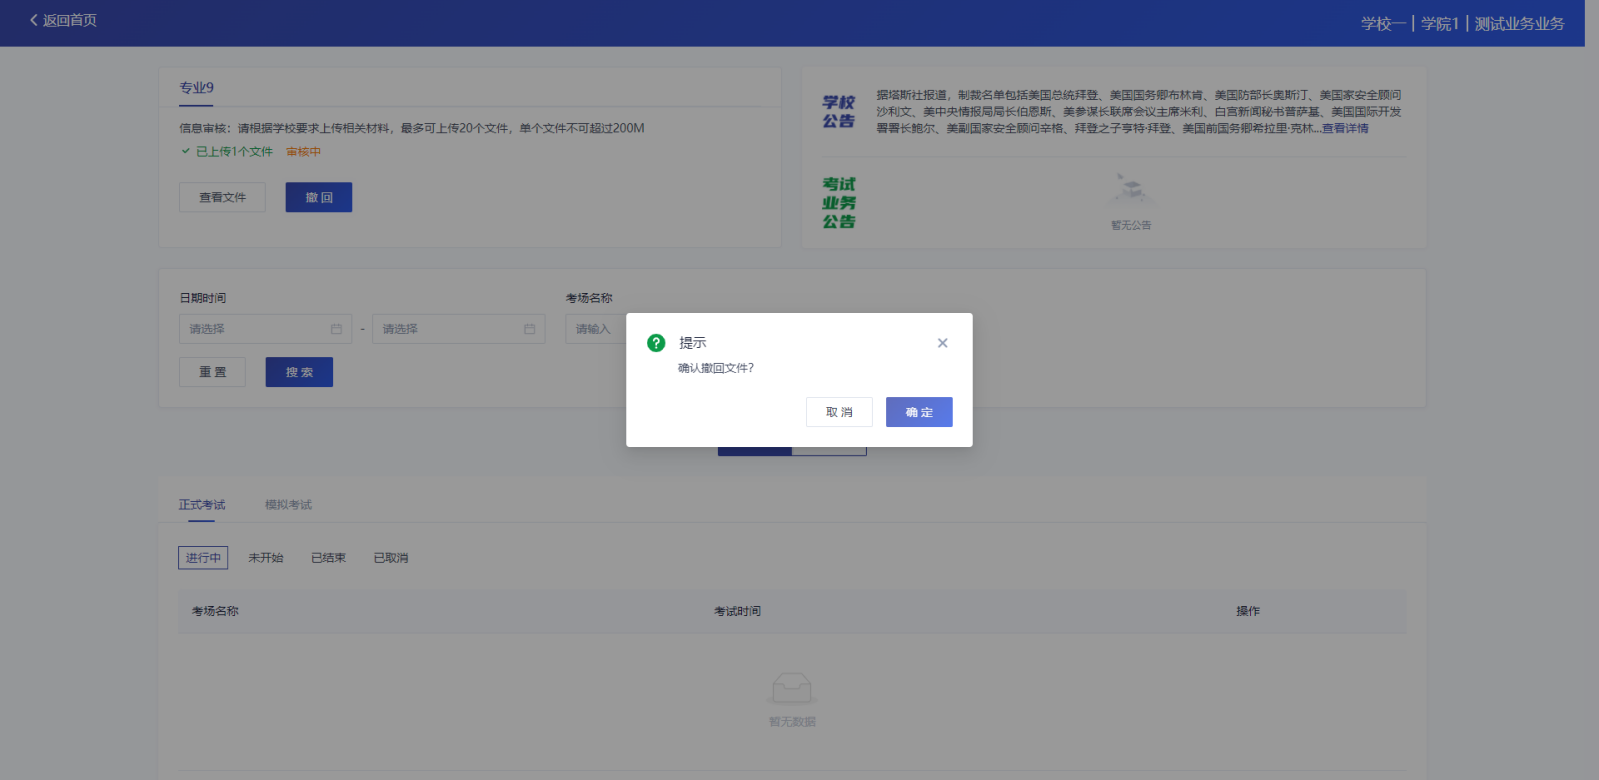 返回首页
学校一 | 学院1 | 测试业务业务
专业9
信息审核：请根据学校要求上传相关材料，最多可上传20个文件，单个文件不可超过200M
已上传1个文件 审核中
查看文件 撤回
学校
公告
据塔斯社报道，制裁名单包括美国总统拜登、美国国务卿布林肯、美国防部长奥斯汀、美国家安全顾问
沙利文、美中央情报局局长伯恩斯、美参谋长联席会议主席米利、白宫新闻秘书普萨基、美国国际开发
署署长鲍尔、美副国家安全顾问辛格、拜登之子亨特·拜登、美国前国务卿希拉里·克林...查看详情
考试
业务
公告
暂无公告
日期时间 考场名称
请选择 - 请选择 请输入
重置 搜索
提示
确认撤回文件?
取消 确定
正式考试 模拟考试
进行中 未开始 已结束 已取消
考场名称 考试时间 操作
暂无数据